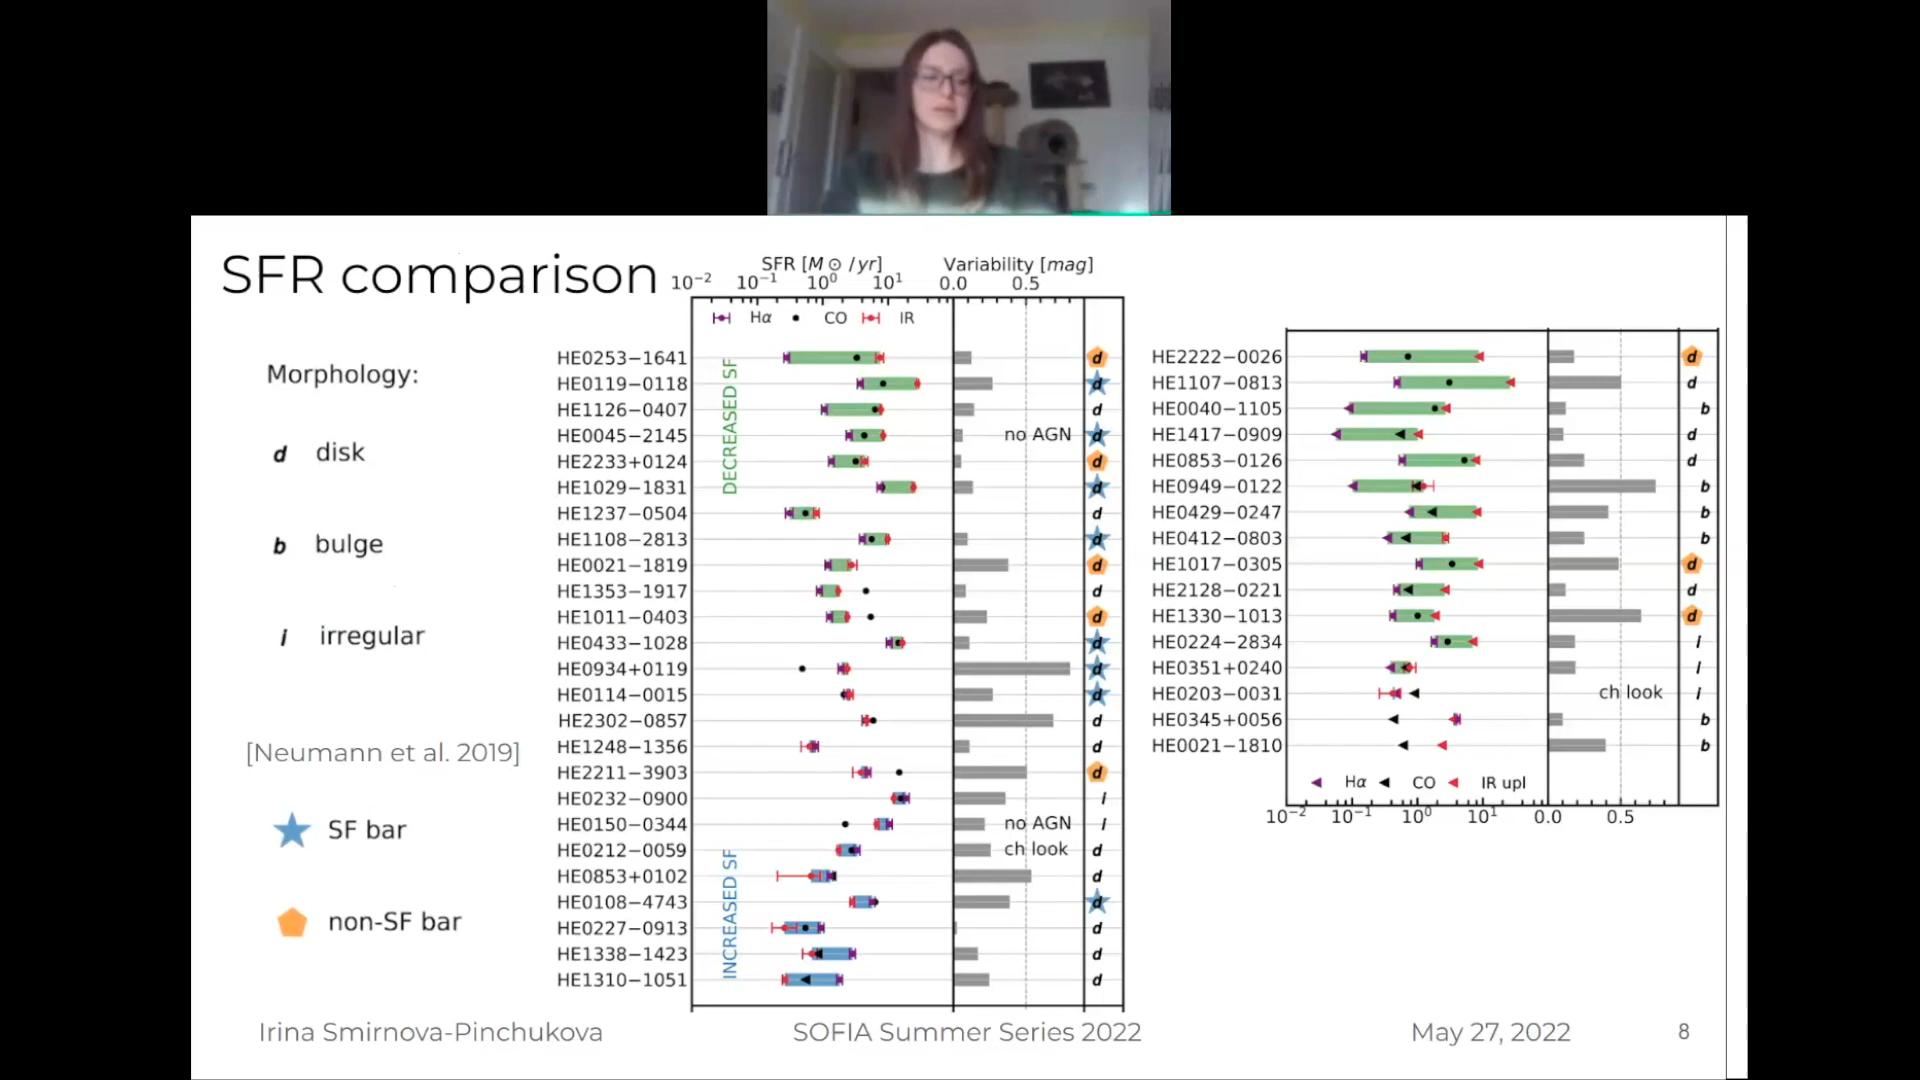 SFR comparison
Morphology:
d disk
b bulge
i irregular
[Neumann et al. 2019]
SF bar
non-SF bar
SFR [M⊙/yr] Variability [mag]
10⁻² 10⁻¹ 10⁰ 10¹ 0.0 0.5
Hα CO IR
DECREASED SF
INCREASED SF
HE0253−1641 d
HE0119−0118 d
HE1126−0407 d
HE0045−2145 no AGN d
HE2233+0124 d
HE1029−1831 d
HE1237−0504 d
HE1108−2813 d
HE0021−1819 d
HE1353−1917 d
HE1011−0403 d
HE0433−1028 d
HE0934+0119 d
HE0114−0015 d
HE2302−0857 d
HE1248−1356 d
HE2211−3903 d
HE0232−0900 i
HE0150−0344 no AGN i
HE0212−0059 ch look d
HE0853+0102 d
HE0108−4743 d
HE0227−0913 d
HE1338−1423 d
HE1310−1051 d
HE2222−0026 d
HE1107−0813 d
HE0040−1105 b
HE1417−0909 d
HE0853−0126 d
HE0949−0122 b
HE0429−0247 b
HE0412−0803 b
HE1017−0305 d
HE2128−0221 d
HE1330−1013 d
HE0224−2834 i
HE0351+0240 i
HE0203−0031 ch look i
HE0345+0056 b
HE0021−1810 b
Hα CO IR upl
10⁻² 10⁻¹ 10⁰ 10¹ 0.0 0.5
Irina Smirnova-Pinchukova SOFIA Summer Series 2022 May 27, 2022 8